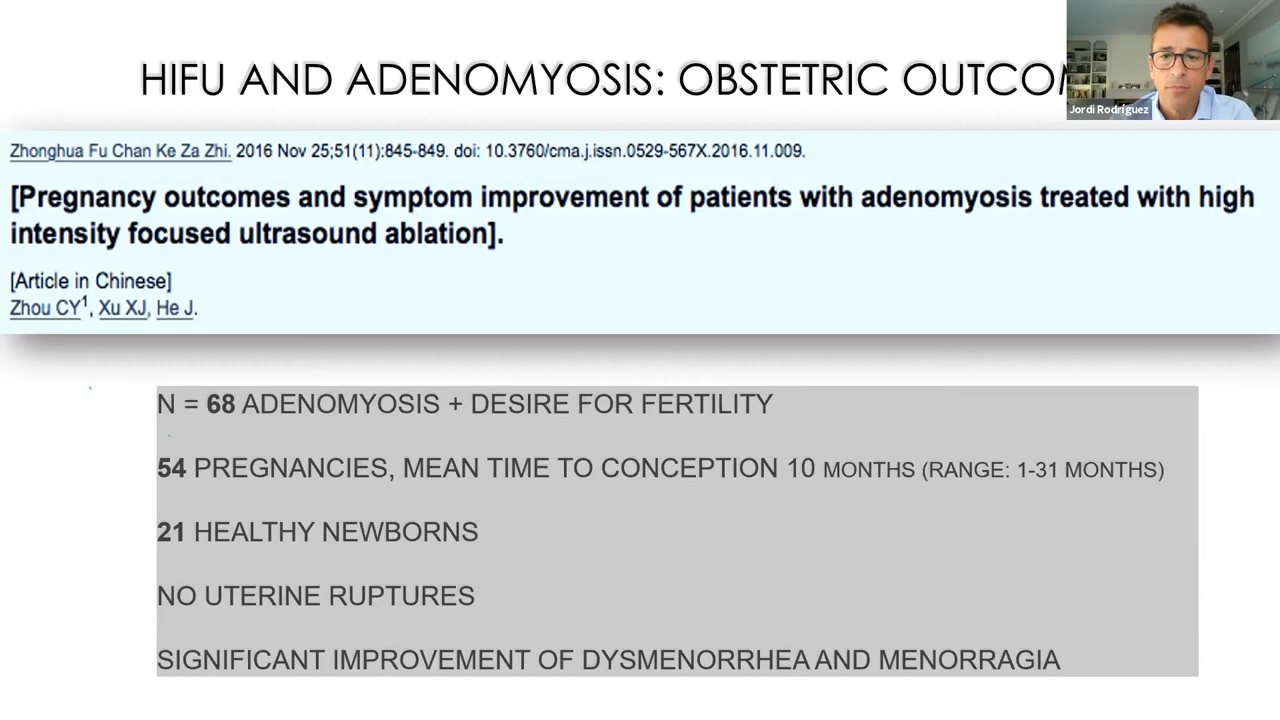 HIFU AND ADENOMYOSIS: OBSTETRIC
Jordi Rodríguez
Zhonghua Fu Chan Ke Za Zhi. 2016 Nov 25;51(11):845-849. doi: 10.3760/cma.j.issn.0529-567X.2016.11.009.
[Pregnancy outcomes and symptom improvement of patients with adenomyosis treated with high
intensity focused ultrasound ablation].
[Article in Chinese]
Zhou CY1, Xu XJ, He J.
N = 68 ADENOMYOSIS + DESIRE FOR FERTILITY
54 PREGNANCIES, MEAN TIME TO CONCEPTION 10 MONTHS (RANGE: 1-31 MONTHS)
21 HEALTHY NEWBORNS
NO UTERINE RUPTURES
SIGNIFICANT IMPROVEMENT OF DYSMENORRHEA AND MENORRAGIA